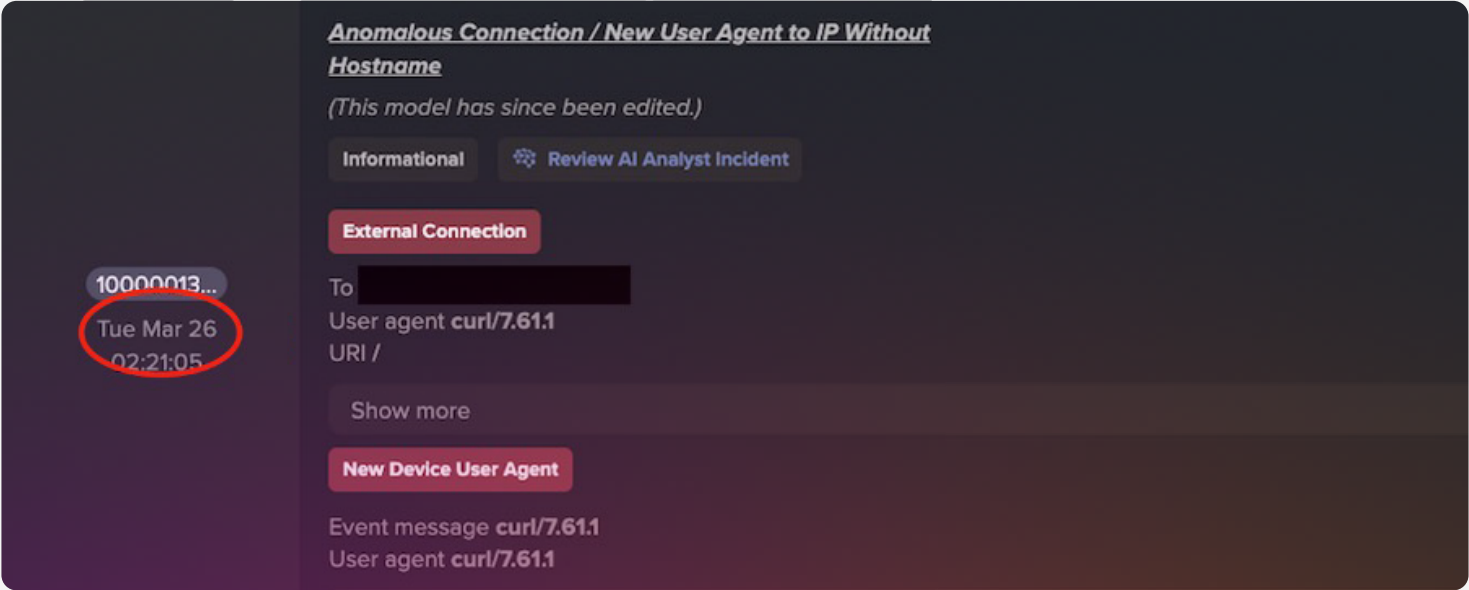 Anomalous Connection / New User Agent to IP Without
Hostname
(This model has since been edited.)
Informational
Review AI Analyst Incident
External Connection
10000013...
Tue Mar 26
02:21:05
To
User agent curl/7.61.1
URI /
Show more
New Device User Agent
Event message curl/7.61.1
User agent curl/7.61.1